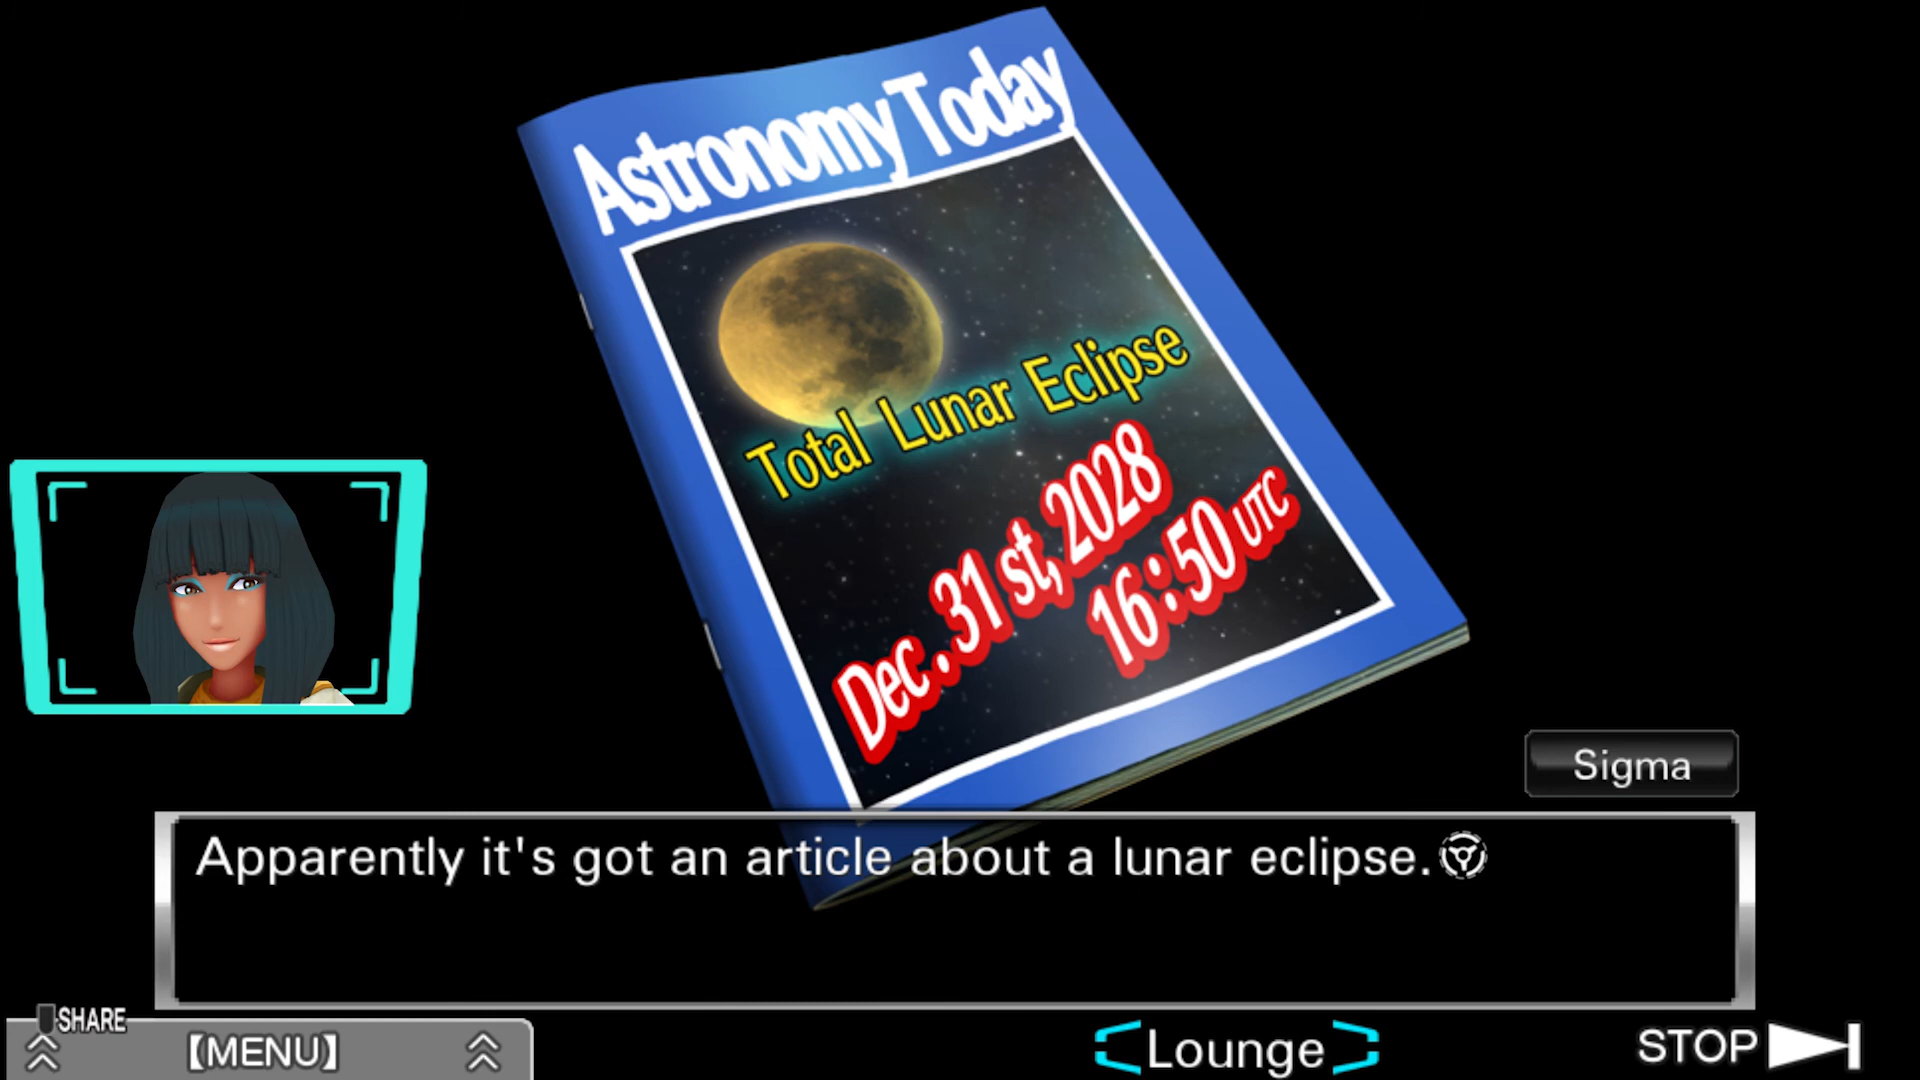 Astronomy Today
Total Lunar Eclipse
Dec. 31st, 2028
16:50 UTC
Sigma
Apparently it's got an article about a lunar eclipse.
SHARE
【MENU】
Lounge
STOP